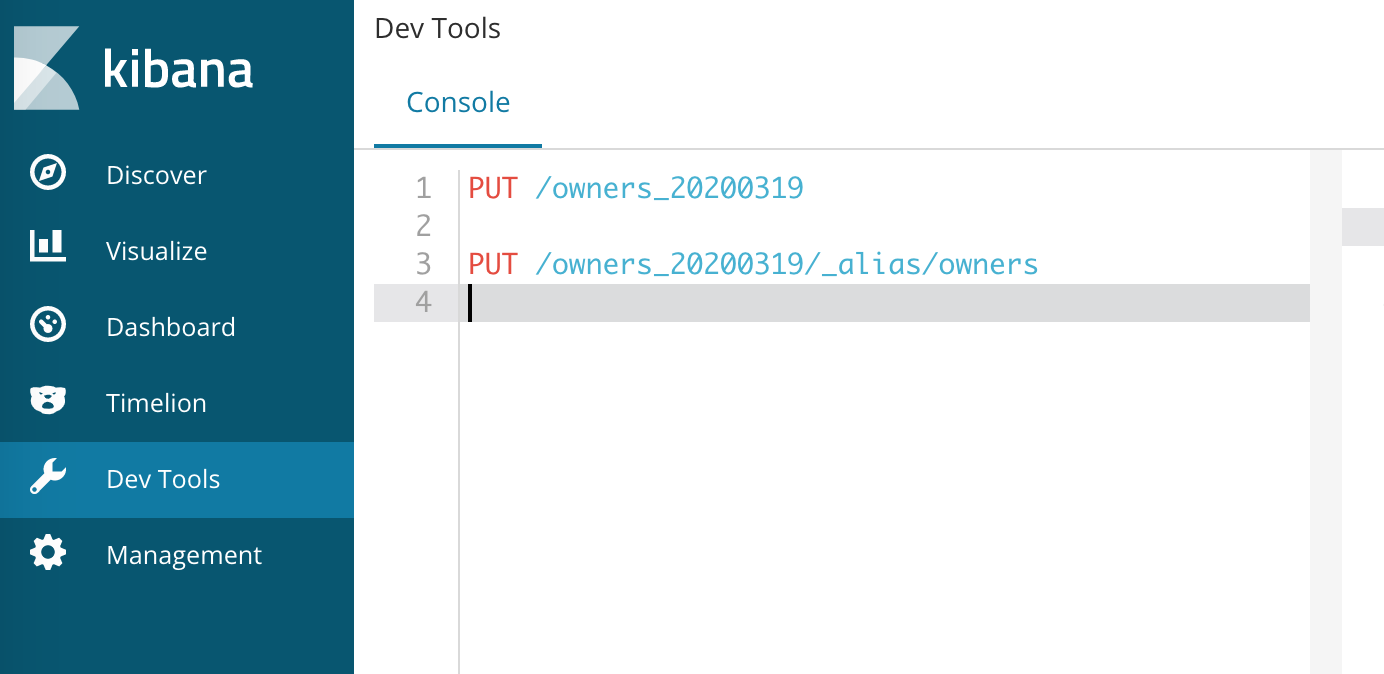 kibana
Discover
Visualize
Dashboard
Timelion
Dev Tools
Management
Dev Tools
Console
1 PUT /owners_20200319
2
3 PUT /owners_20200319/_alias/owners
4